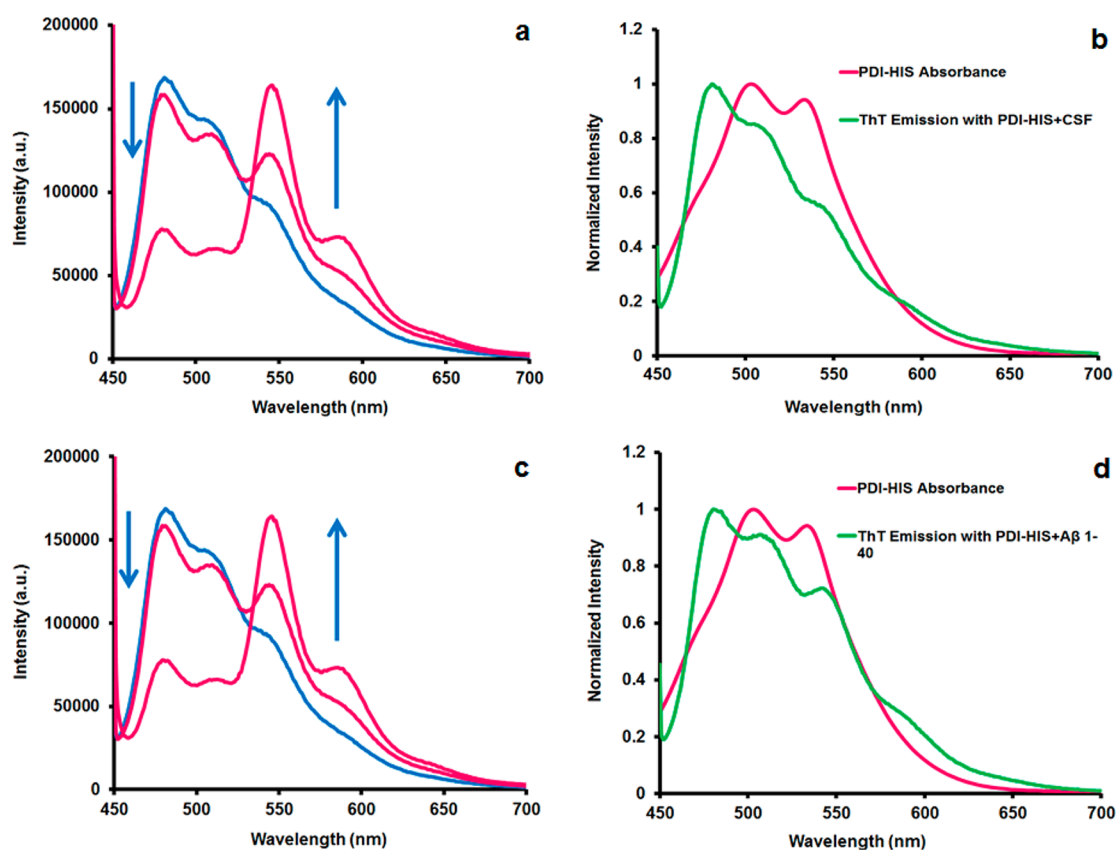 a
200000
150000
100000
50000
0
Intensity (a.u.)
450 500 550 600 650 700
Wavelength (nm)
b
1.2
1
0.8
0.6
0.4
0.2
0
Normalized Intensity
PDI-HIS Absorbance
ThT Emission with PDI-HIS+CSF
450 500 550 600 650 700
Wavelength (nm)
c
200000
150000
100000
50000
0
Intensity (a.u.)
450 500 550 600 650 700
Wavelength (nm)
d
1.2
1
0.8
0.6
0.4
0.2
0
Normalized Intensity
PDI-HIS Absorbance
ThT Emission with PDI-HIS+Aβ 1-
40
450 500 550 600 650 700
Wavelength (nm)